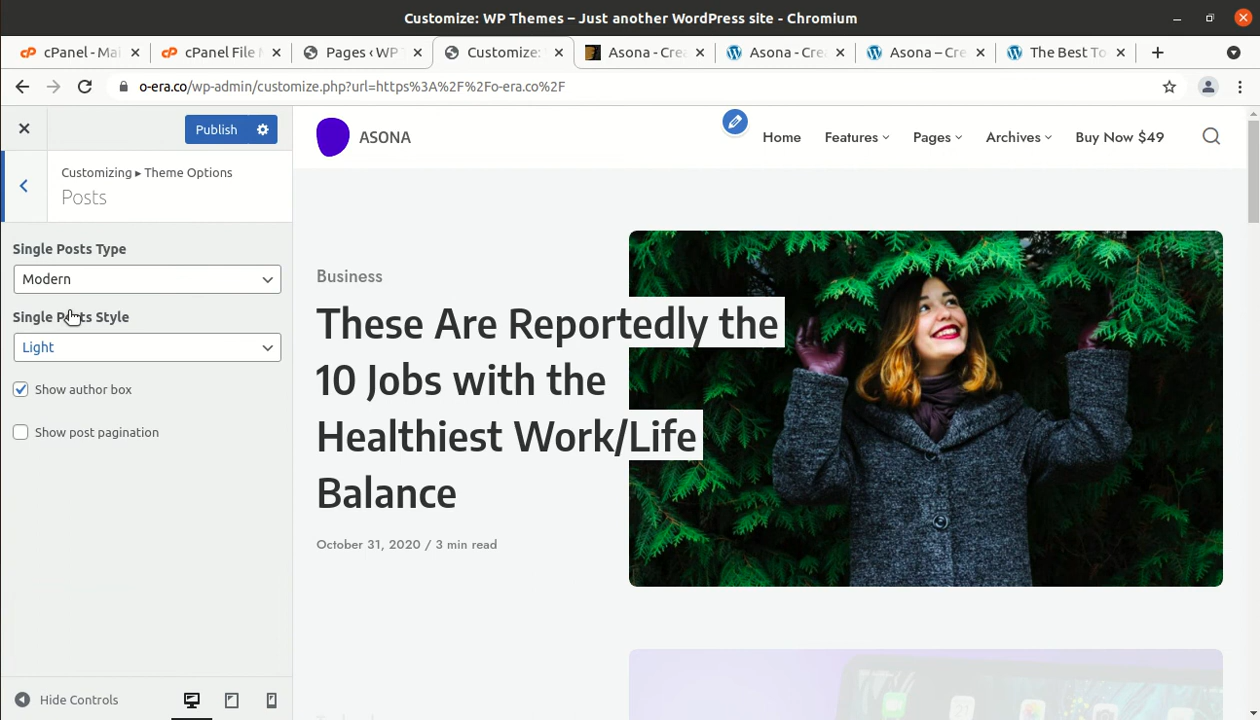 Customize: WP Themes – Just another WordPress site - Chromium
cPanel - Mai
cPanel File M
Pages ‹ WP T
Customize:
Asona - Crea
Asona - Crea
Asona – Cre
The Best To
o-era.co/wp-admin/customize.php?url=https%3A%2F%2Fo-era.co%2F
Publish
Customizing ▸ Theme Options
Posts
Single Posts Type
Modern
Single Posts Style
Light
Show author box
Show post pagination
Hide Controls
ASONA
Home
Features
Pages
Archives
Buy Now $49
Business
These Are Reportedly the
10 Jobs with the
Healthiest Work/Life
Balance
October 31, 2020 / 3 min read